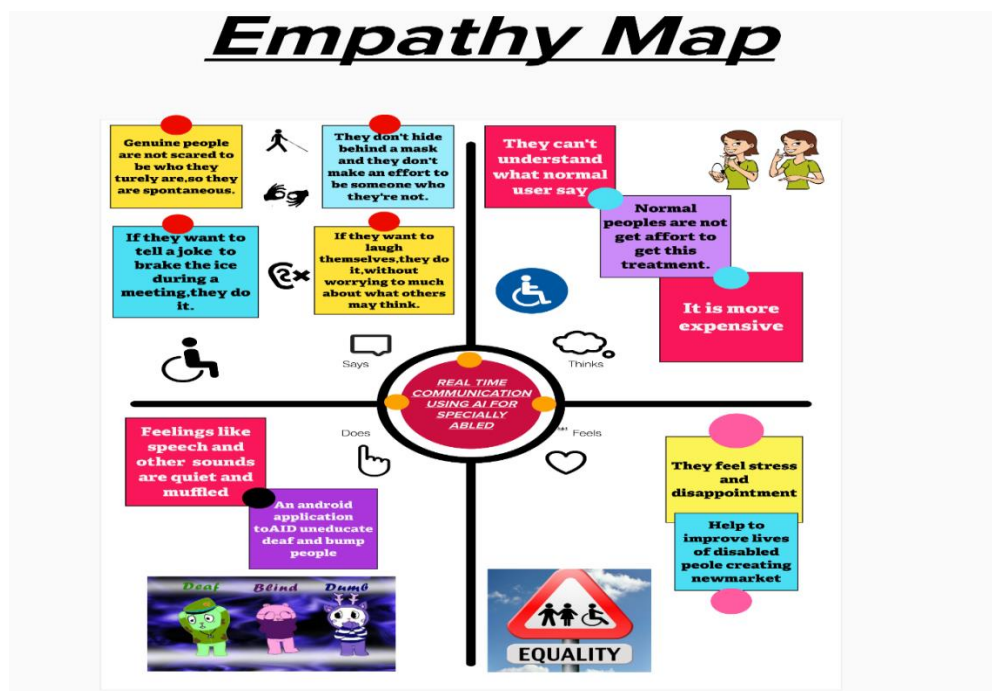 Empathy Map
Genuine people
are not scared to
be who they
turely are,so they
are spontaneous.
They don't hide
behind a mask
and they don't
make an effort to
be someone who
they're not.
If they want to
tell a joke to
brake the ice
during a
meeting,they do
it.
If they want to
laugh
themselves,they do
it,without
worrying to much
about what others
may think.
Says
They can't
understand
what normal
user say
Normal
peoples are not
get affort to
get this
treatment.
It is more
expensive
Thinks
REAL TIME
COMMUNICATION
USING AI FOR
SPECIALLY
ABLED
Does
Feelings like
speech and
other sounds
are quiet and
muffled
An android
application
toAID uneducate
deaf and bump
people
Deaf Blind Dumb
Feels
They feel stress
and
disappointment
Help to
improve lives
of disabled
peole creating
newmarket
EQUALITY